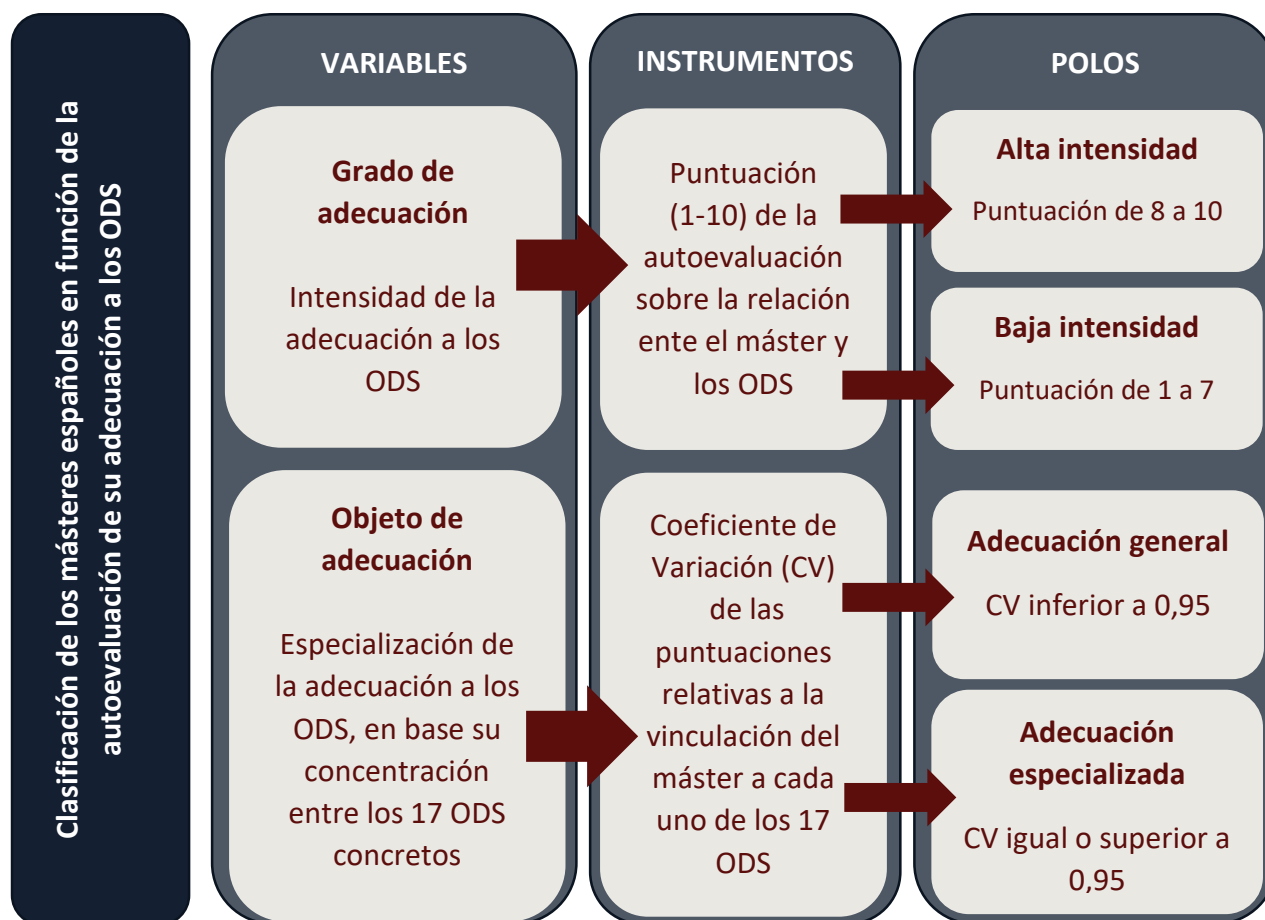 Clasificación de los másteres españoles en función de la
autoevaluación de su adecuación a los ODS
VARIABLES
Grado de
adecuación
Intensidad de la
adecuación a los
ODS
Objeto de
adecuación
Especialización de
la adecuación a los
ODS, en base su
concentración
entre los 17 ODS
concretos
INSTRUMENTOS
Puntuación
(1-10) de la
autoevaluación
sobre la relación
ente el máster y
los ODS
Coeficiente de
Variación (CV)
de las
puntuaciones
relativas a la
vinculación del
máster a cada
uno de los 17
ODS
POLOS
Alta intensidad
Puntuación de 8 a 10
Baja intensidad
Puntuación de 1 a 7
Adecuación general
CV inferior a 0,95
Adecuación
especializada
CV igual o superior a
0,95